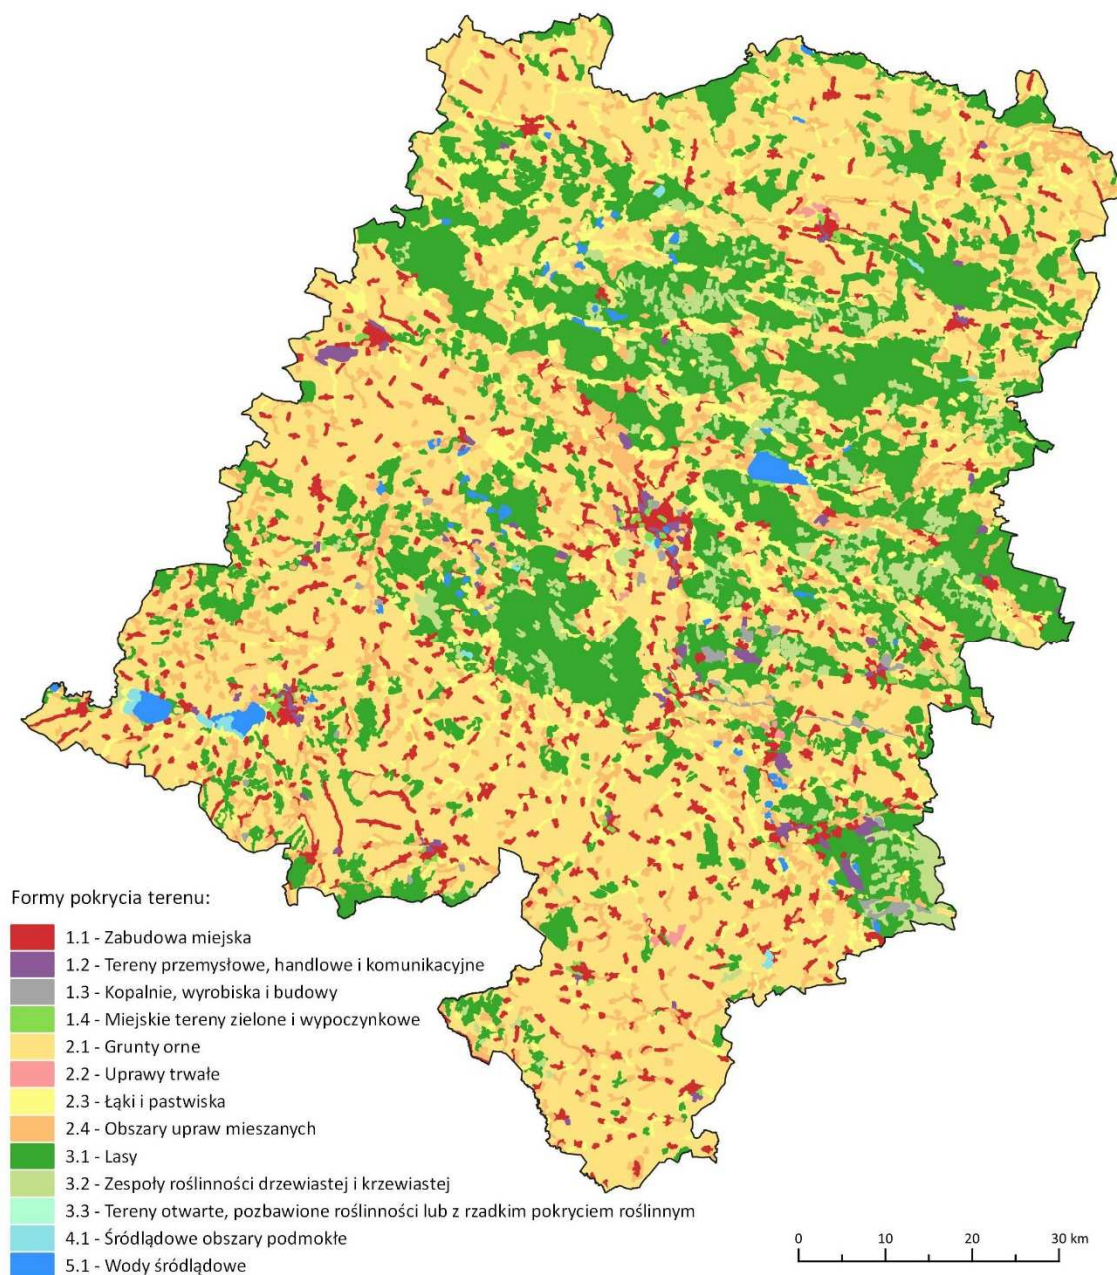 Formy pokrycia terenu:
1.1 - Zabudowa miejska
1.2 - Tereny przemysłowe, handlowe i komunikacyjne
1.3 - Kopalnie, wyrobiska i budowy
1.4 - Miejskie tereny zielone i wypoczynkowe
2.1 - Grunty orne
2.2 - Uprawy trwałe
2.3 - Łąki i pastwiska
2.4 - Obszary upraw mieszanych
3.1 - Lasy
3.2 - Zespoły roślinności drzewiastej i krzewiastej
3.3 - Tereny otwarte, pozbawione roślinności lub z rzadkim pokryciem roślinnym
4.1 - Śródlądowe obszary podmokłe
5.1 - Wody śródlądowe
0 10 20 30 km